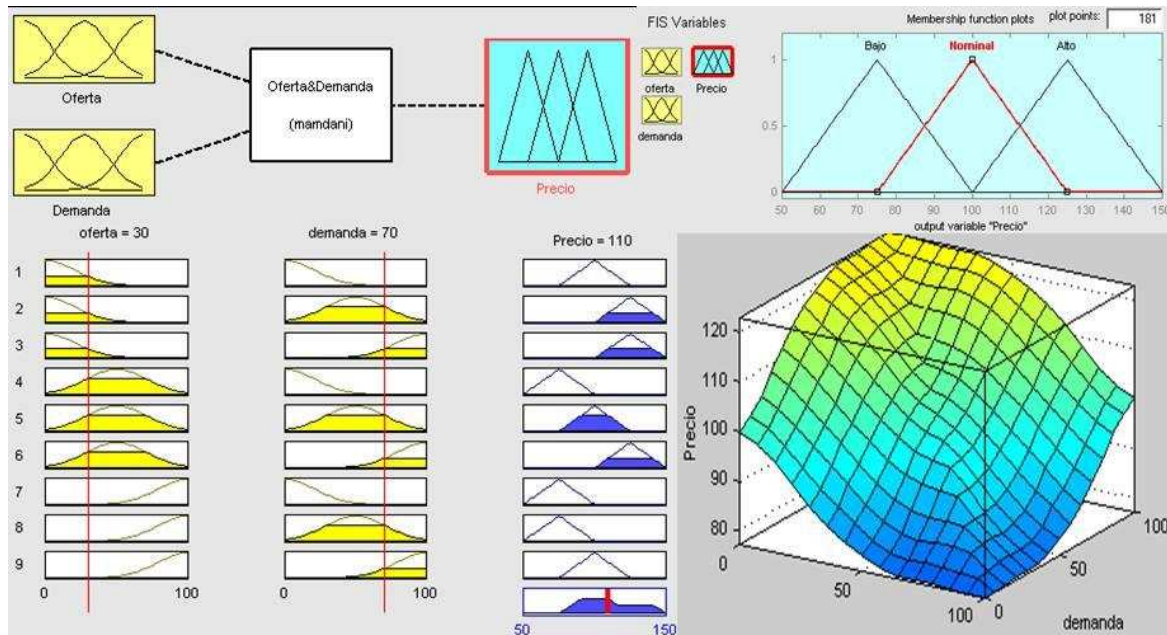 Oferta
Demanda
Oferta&Demanda
(mamdani)
Precio
FIS Variables
oferta
Precio
demanda
Membership function plots
plot points:
181
Bajo
Nominal
Alto
1
0.5
0
50 60 70 80 90 100 110 120 130 140 150
output variable "Precio"
oferta = 30
demanda = 70
Precio = 110
1
2
3
4
5
6
7
8
9
0 100
0 100
50 150
Precio
120
110
100
90
80
0
50
100
0
50
100
demanda